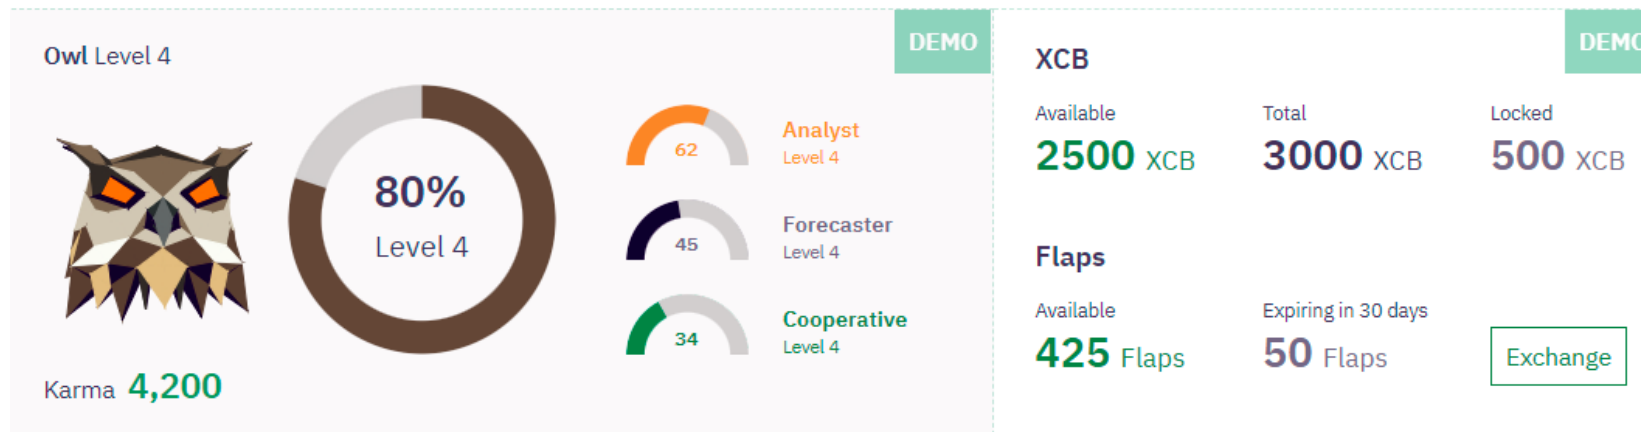 Owl Level 4
DEMO
80%
Level 4
62
Analyst
Level 4
45
Forecaster
Level 4
34
Cooperative
Level 4
Karma 4,200
XCB
DEMO
Available
2500 XCB
Total
3000 XCB
Locked
500 XCB
Flaps
Available
425 Flaps
Expiring in 30 days
50 Flaps
Exchange